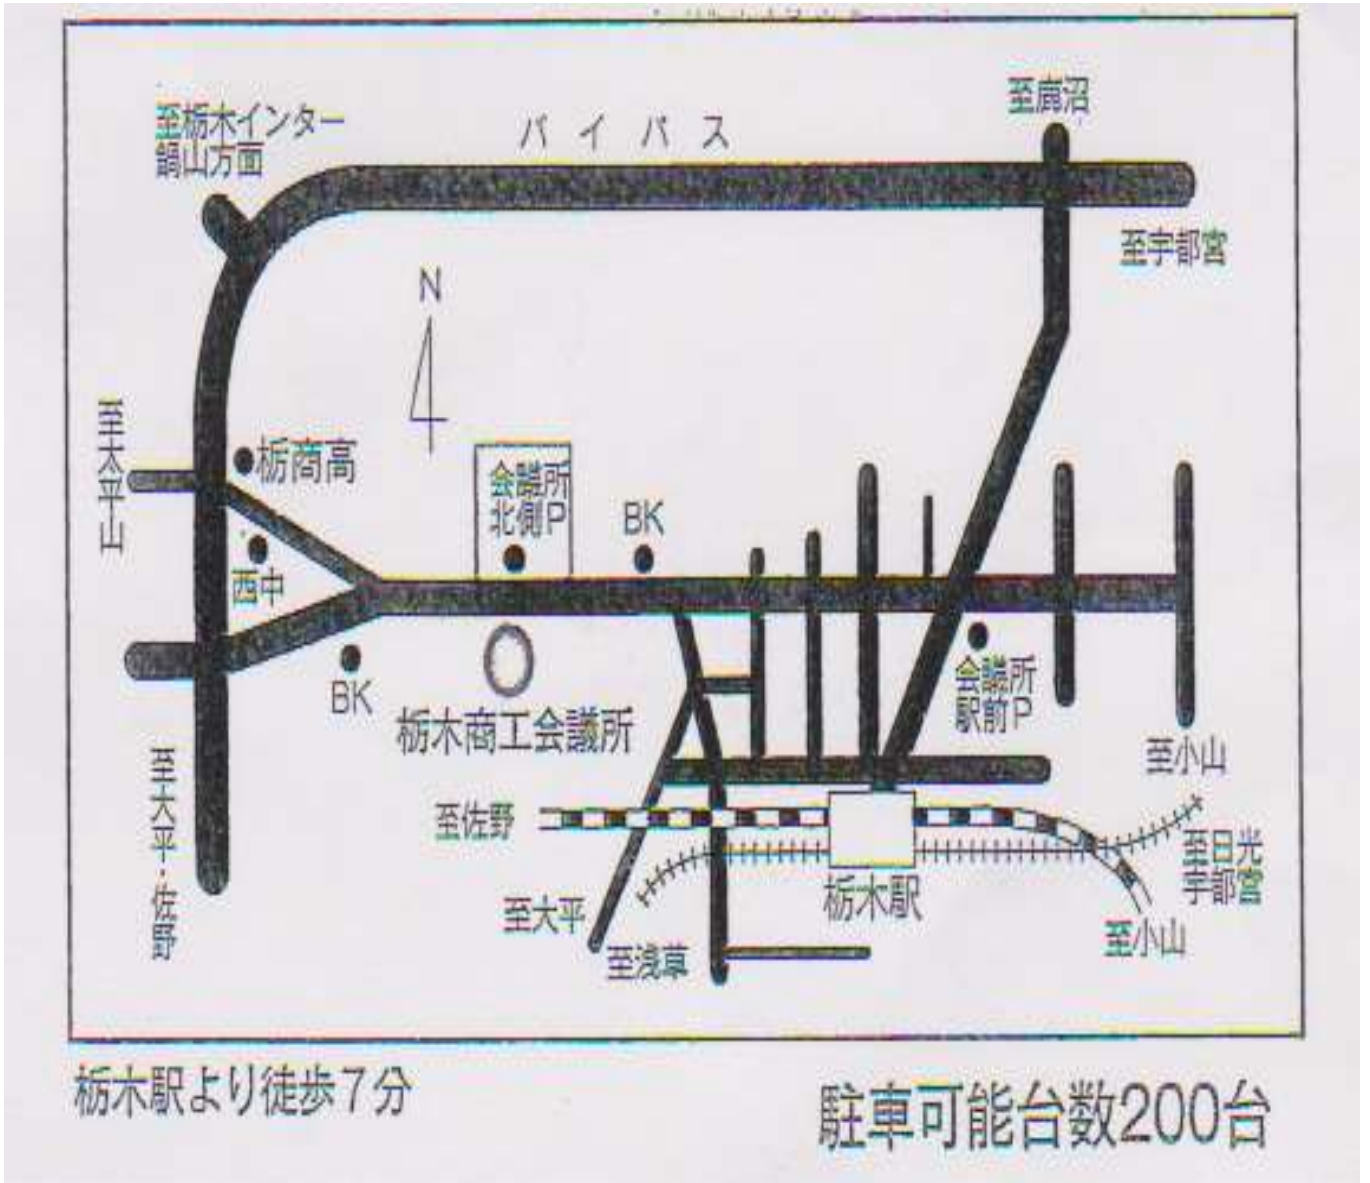 至栃木インター
鍋山方面
バイパス
至鹿沼
至宇都宮
N
至太平山
栃商高
西中
会議所
北側P
BK
BK
栃木商工会議所
会議所
駅前P
至小山
至大平・佐野
至佐野
栃木駅
至日光
宇都宮
至大平
至浅草
至小山
栃木駅より徒歩7分
駐車可能台数200台